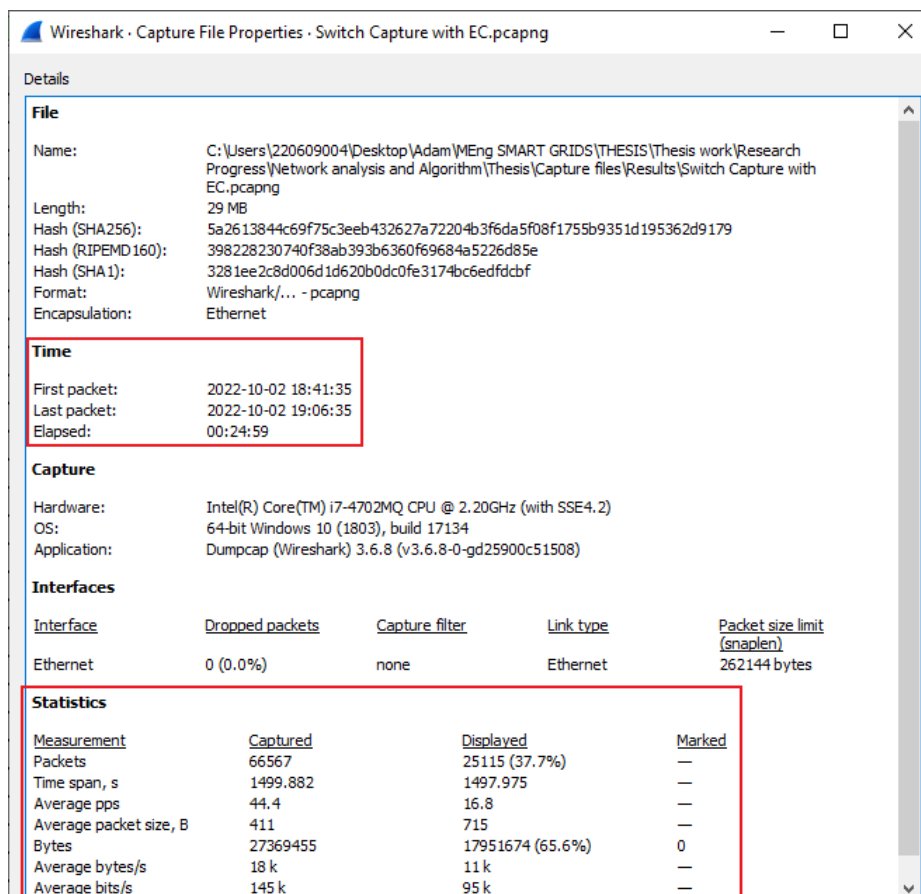 Wireshark · Capture File Properties · Switch Capture with EC.pcapng
Details
File
Name: C:\Users\220609004\Desktop\Adam\MEng SMART GRIDS\THESIS\Thesis work\Research
Progress\Network analysis and Algorithm\Thesis\Capture files\Results\Switch Capture with
EC.pcapng
Length: 29 MB
Hash (SHA256): 5a2613844c69f75c3eeb432627a72204b3f6da5f08f1755b9351d195362d9179
Hash (RIPEMD160): 398228230740f38ab393b6360f69684a5226d85e
Hash (SHA1): 3281ee2c8d006d1d620b0dc0fe3174bc6edfdcbf
Format: Wireshark/... - pcapng
Encapsulation: Ethernet
Time
First packet: 2022-10-02 18:41:35
Last packet: 2022-10-02 19:06:35
Elapsed: 00:24:59
Capture
Hardware: Intel(R) Core(TM) i7-4702MQ CPU @ 2.20GHz (with SSE4.2)
OS: 64-bit Windows 10 (1803), build 17134
Application: Dumpcap (Wireshark) 3.6.8 (v3.6.8-0-gd25900c51508)
Interfaces
Interface Dropped packets Capture filter Link type Packet size limit
(snaplen)
Ethernet 0 (0.0%) none Ethernet 262144 bytes
Statistics
Measurement Captured Displayed Marked
Packets 66567 25115 (37.7%) —
Time span, s 1499.882 1497.975 —
Average pps 44.4 16.8 —
Average packet size, B 411 715 —
Bytes 27369455 17951674 (65.6%) 0
Average bytes/s 18 k 11 k —
Average bits/s 145 k 95 k —